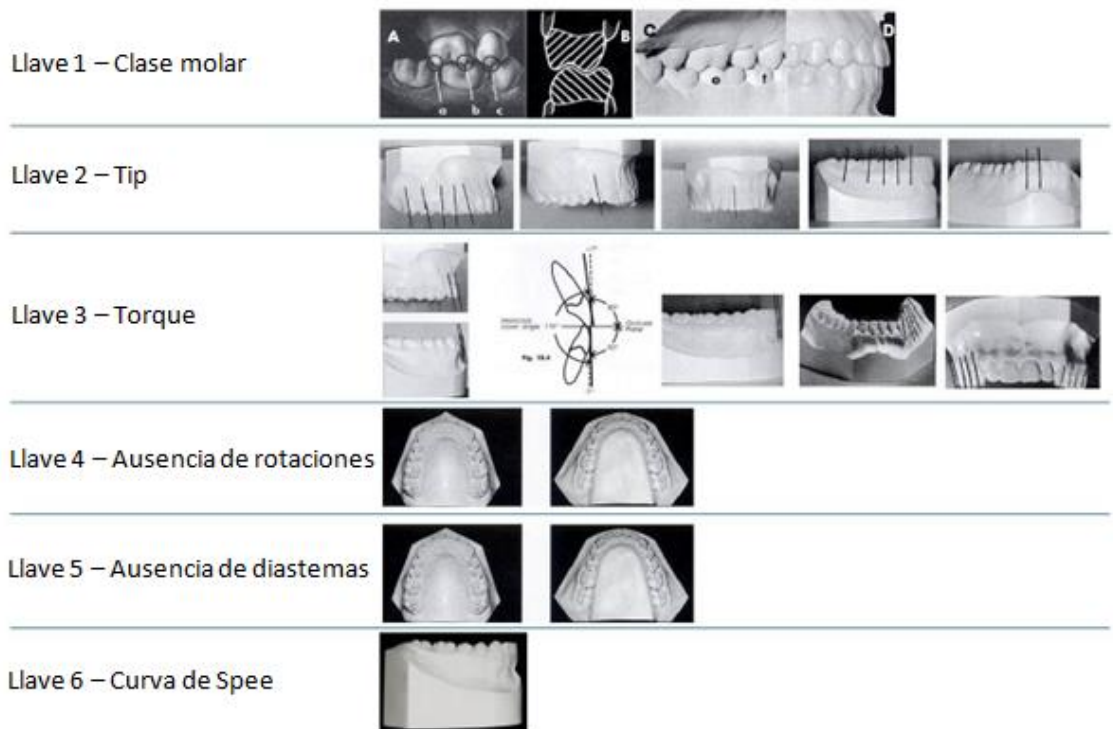 Llave 1 – Clase molar
A
B
C
D
a
b
c
e
f
Llave 2 – Tip
Llave 3 – Torque
Fig. 10.4
Llave 4 – Ausencia de rotaciones
Llave 5 – Ausencia de diastemas
Llave 6 – Curva de Spee